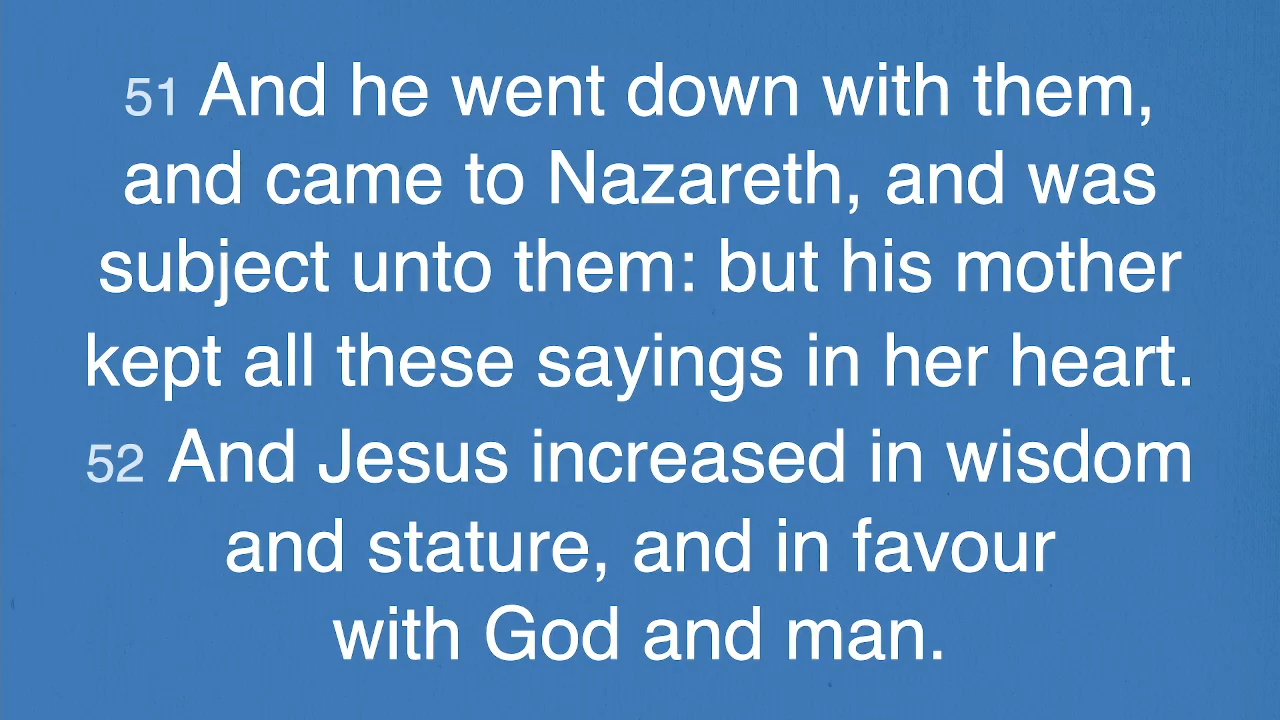 51 And he went down with them,
and came to Nazareth, and was
subject unto them: but his mother
kept all these sayings in her heart.
52 And Jesus increased in wisdom
and stature, and in favour
with God and man.